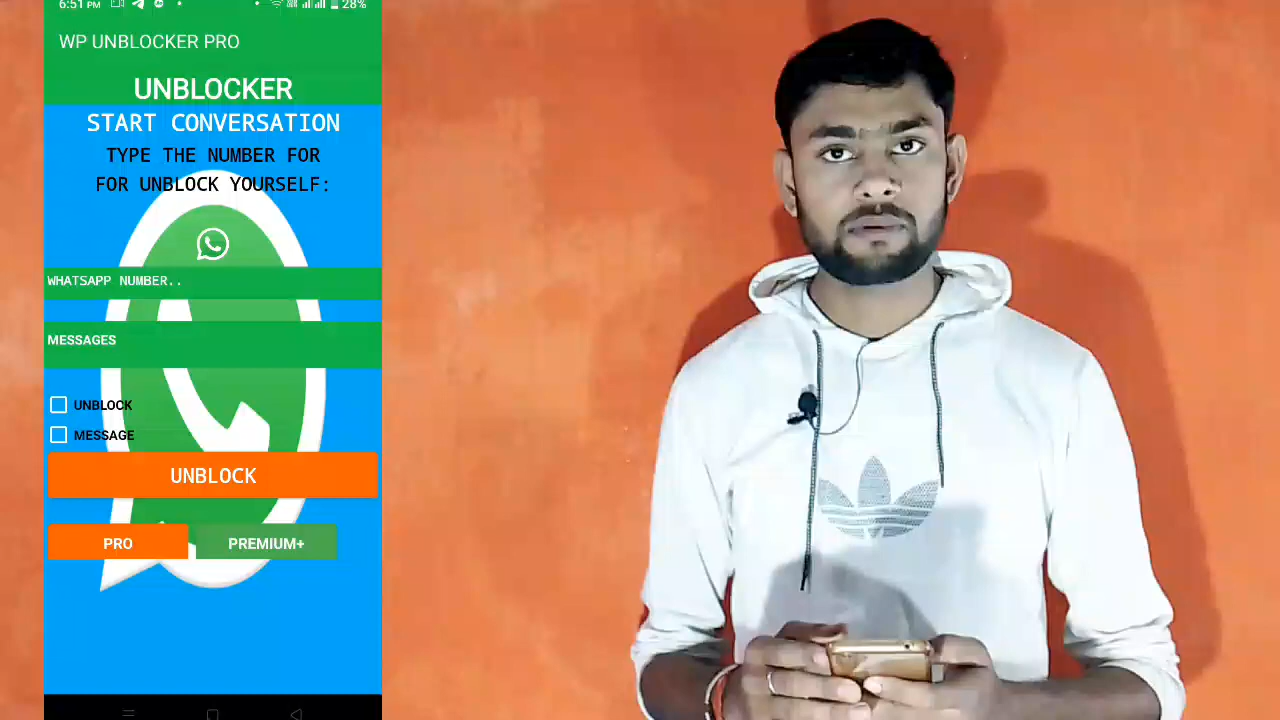 6:51 PM
28%
WP UNBLOCKER PRO
UNBLOCKER
START CONVERSATION
TYPE THE NUMBER FOR
FOR UNBLOCK YOURSELF:
WHATSAPP NUMBER..
MESSAGES
UNBLOCK
MESSAGE
UNBLOCK
PRO
PREMIUM+